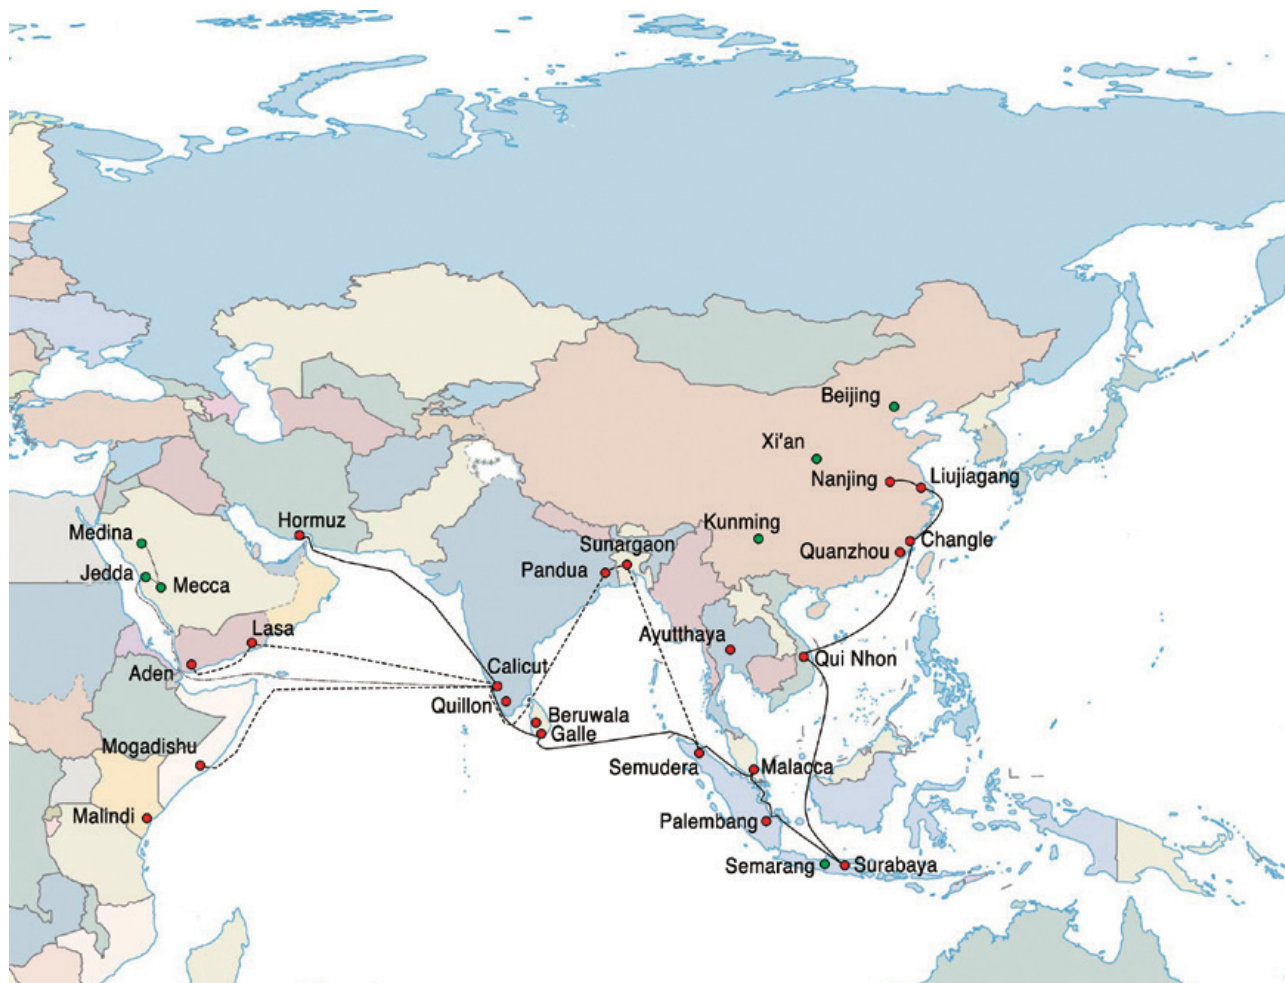 Beijing
Xi'an
Nanjing
Liujiagang
Hormuz
Medina
Kunming
Changle
Sunargaon
Quanzhou
Pandua
Jedda
Mecca
Lasa
Ayutthaya
Qui Nhon
Aden
Calicut
Quillon
Beruwala
Galle
Mogadishu
Semudera
Malacca
Malindi
Palembang
Semarang
Surabaya